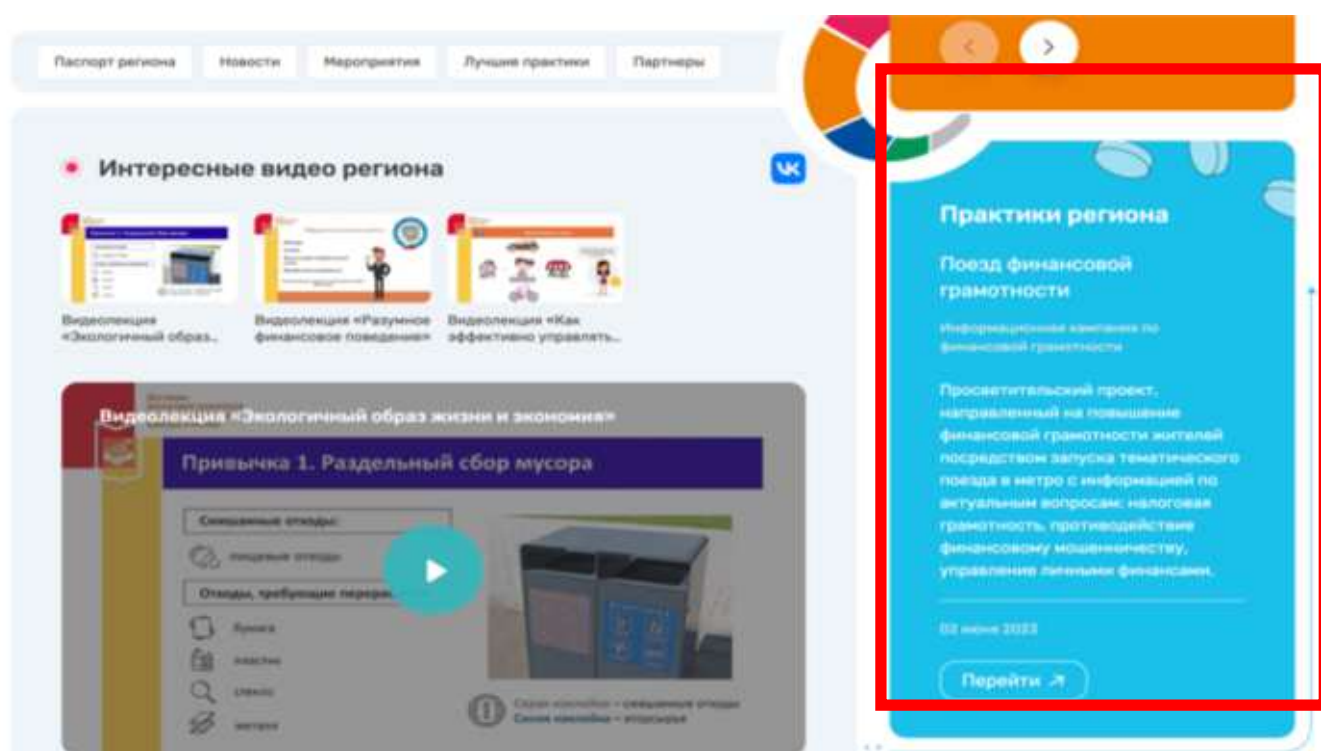 Паспорт региона
Новости
Мероприятия
Лучшие практики
Партнеры
Интересные видео региона
Видеолекция
«Экологичный образ...
Видеолекция «Разумное
финансовое поведение»
Видеолекция «Как
эффективно управлять...
Видеолекция «Экологичный образ жизни и экономия»
Привычка 1. Раздельный сбор мусора
Смешанные отходы:
пищевые отходы
Отходы, требующие
бумага
пластик
стекло
металл
Серая наклейка – смешанные отходы
Синяя наклейка – вторсырье
Практики региона
Поезд финансовой
грамотности
Информационная кампания по
финансовой грамотности
Просветительский проект,
направленный на повышение
финансовой грамотности жителей
посредством запуска тематического
поезда в метро с информацией по
актуальным вопросам: налоговая
грамотность, противодействие
финансовому мошенничеству,
управление личными финансами.
02 июня 2023
Перейти